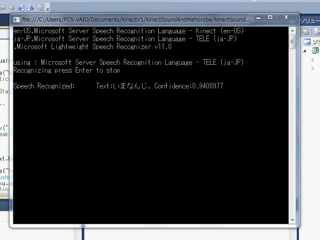 file:///C:/Users/FCS-VAIO/Documents/kinectV1/kinectSoundAndMehoniba/kinectSound
en-US,Microsoft Server Speech Recognition Language - Kinect (en-US)
ja-JP,Microsoft Server Speech Recognition Language - TELE (ja-JP)
,Microsoft Lightweight Speech Recognizer v11.0
using : Microsoft Server Speech Recognition Language - TELE (ja-JP)
Recognizing press Enter to stop
Speech Recognized: Text:いまなんじ, Confidence:0.9408977